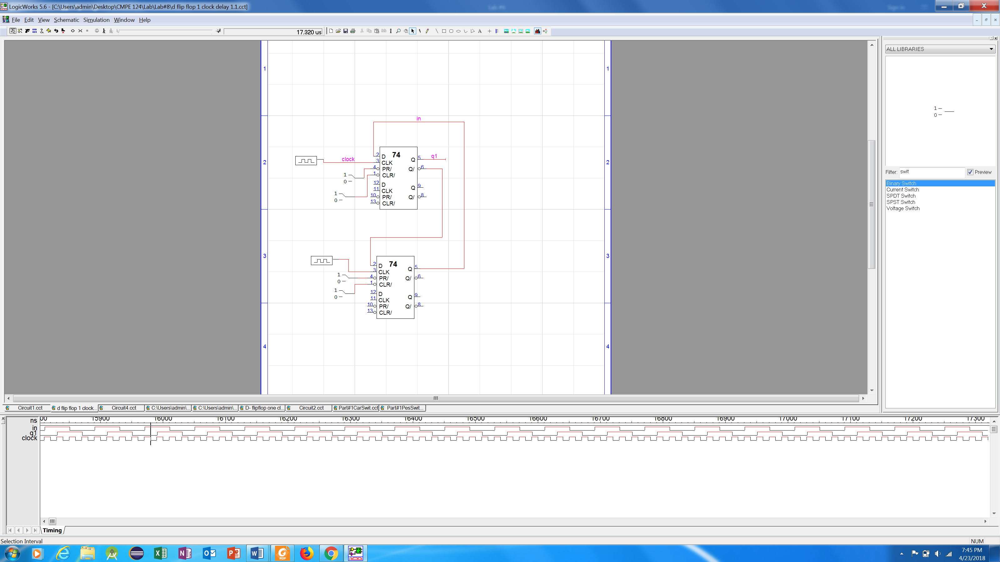 LogicWorks 5.6 - [C:\Users\admin\Desktop\CMPE 124\Lab\Lab#8\d flip flop 1 clock delay 1.1.cct]
File Edit View Schematic Simulation Window Help
17.320 us
ALL LIBRARIES
1
0
Filter: swit Preview
Binary Switch
Current Switch
SPDT Switch
SPST Switch
Voltage Switch
1 1
in
2 2
clock
74
2 D Q 5 q1
3 CLK
4 PR/ Q/ 6
1 CLR/
1
0
12 D
11 CLK Q 9
10 PR/ Q/ 8
13 CLR/
1
0
3 3
74
2 D Q 5
3 CLK
4 PR/ Q/ 6
1 CLR/
1
0
12 D
11 CLK Q 9
10 PR/ Q/ 8
13 CLR/
1
0
4 4
Circuit1.cct d flip flop 1 clock... Circuit4.cct C:\Users\admin\... C:\Users\admin\... D- flipflop one cl... Circuit2.cct Part#1CarSwit.cct Part#1PesSwit...
ns 00 15900 16000 16100 16200 16300 16400 16500 16600 16700 16800 16900 17000 17100 17200 17300
in
q1
clock
Timing
Selection Interval NUM
7:45 PM
4/23/2018